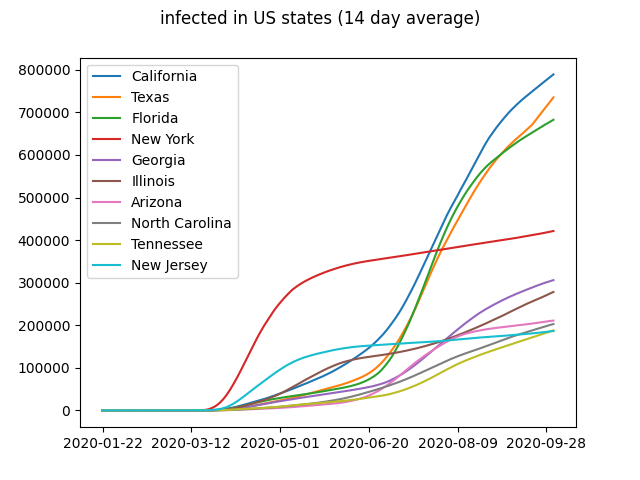 infected in US states (14 day average)
800000
700000
600000
500000
400000
300000
200000
100000
0
California
Texas
Florida
New York
Georgia
Illinois
Arizona
North Carolina
Tennessee
New Jersey
2020-01-22 2020-03-12 2020-05-01 2020-06-20 2020-08-09 2020-09-28